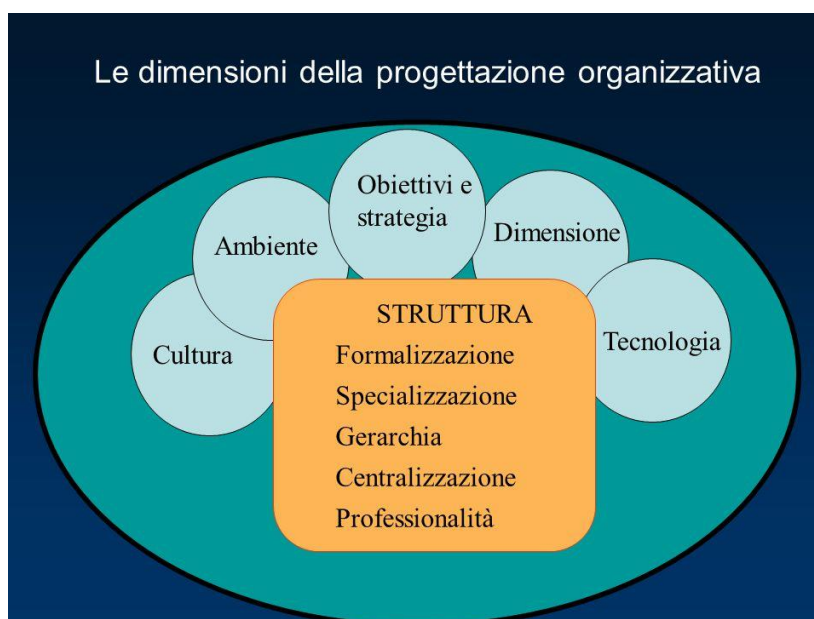 Le dimensioni della progettazione organizzativa
Obiettivi e
strategia
Ambiente
Dimensione
Cultura
Tecnologia
STRUTTURA
Formalizzazione
Specializzazione
Gerarchia
Centralizzazione
Professionalità